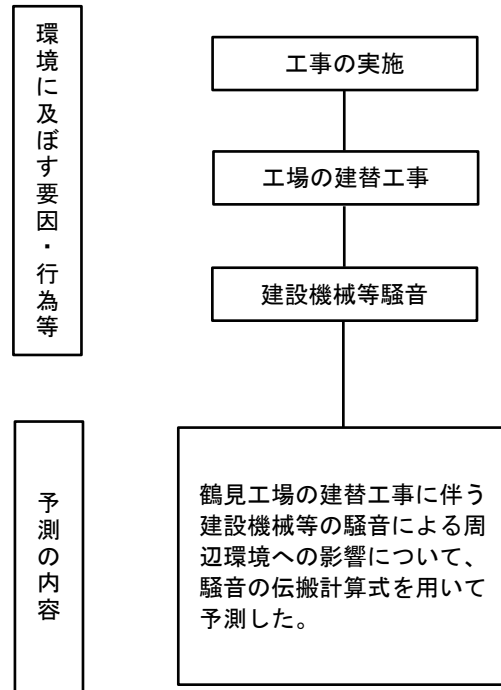 環境に及ぼす要因・行為等
工事の実施
工場の建替工事
建設機械等騒音
予測の内容
鶴見工場の建替工事に伴う
建設機械等の騒音による周
辺環境への影響について、
騒音の伝搬計算式を用いて
予測した。